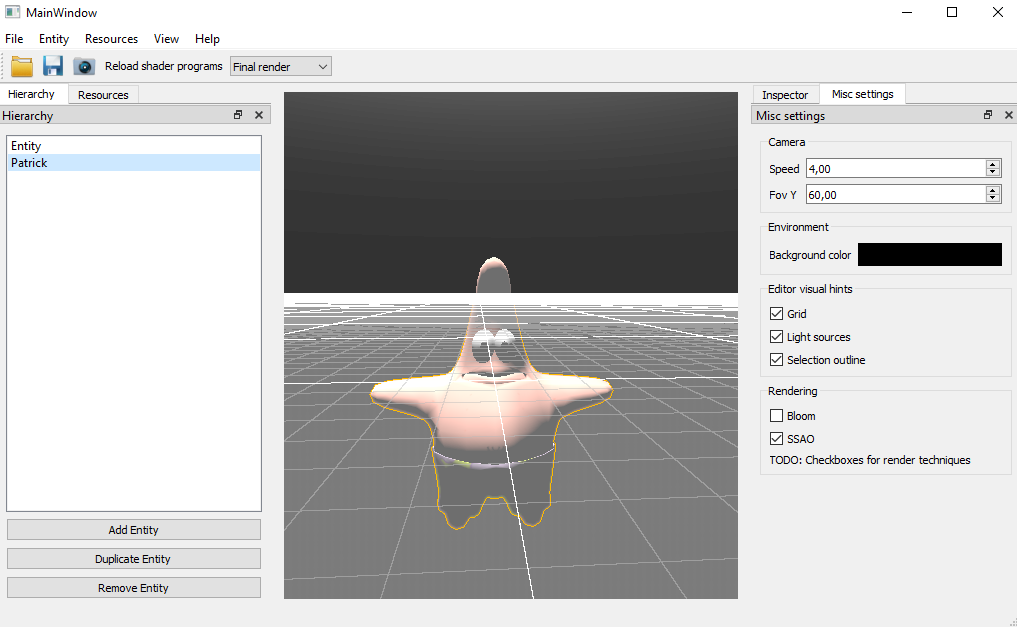 MainWindow
File Entity Resources View Help
Reload shader programs Final render
Hierarchy Resources
Hierarchy
Entity
Patrick
Add Entity
Duplicate Entity
Remove Entity
Inspector Misc settings
Misc settings
Camera
Speed 4,00
Fov Y 60,00
Environment
Background color
Editor visual hints
Grid
Light sources
Selection outline
Rendering
Bloom
SSAO
TODO: Checkboxes for render techniques